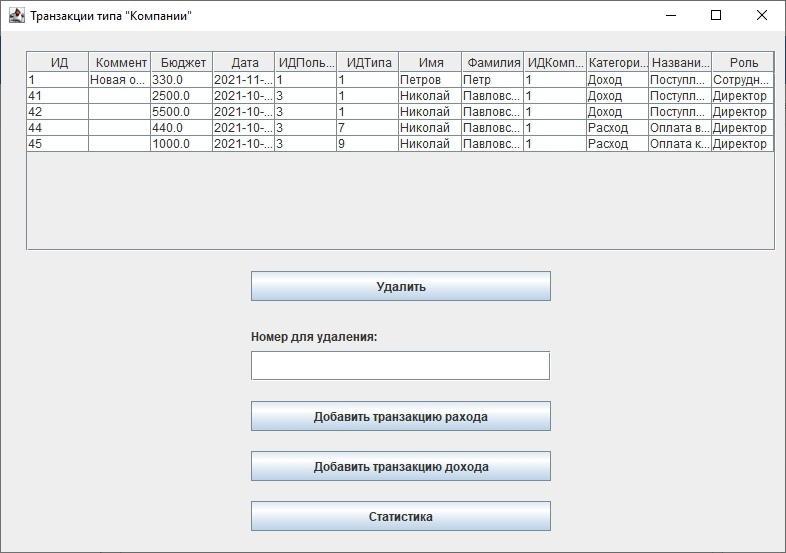 Транзакции типа "Компании"
ИД Коммент Бюджет Дата ИДПоль... ИДТипа Имя Фамилия ИДКомп... Категори... Названи... Роль
1 Новая о... 330.0 2021-11-... 1 1 Петров Петр 1 Доход Поступл... Сотрудн...
41 2500.0 2021-10-... 3 1 Николай Павловс... 1 Доход Поступл... Директор
42 5500.0 2021-10-... 3 1 Николай Павловс... 1 Доход Поступл... Директор
44 440.0 2021-10-... 3 7 Николай Павловс... 1 Расход Оплата в... Директор
45 1000.0 2021-10-... 3 9 Николай Павловс... 1 Расход Оплата к... Директор
Удалить
Номер для удаления:
Добавить транзакцию рахода
Добавить транзакцию дохода
Статистика